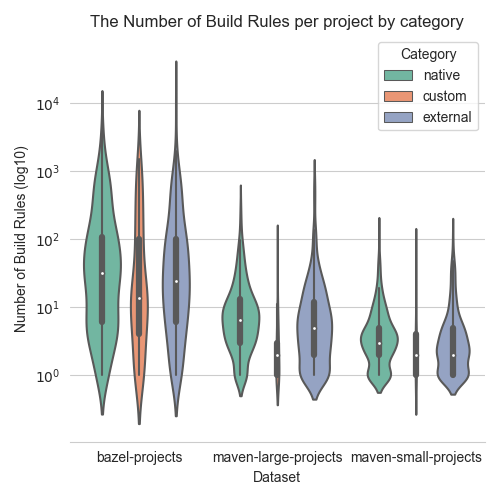 The Number of Build Rules per project by category
Category
native
custom
external
Number of Build Rules (log10)
10^4
10^3
10^2
10^1
10^0
bazel-projects
maven-large-projects
maven-small-projects
Dataset